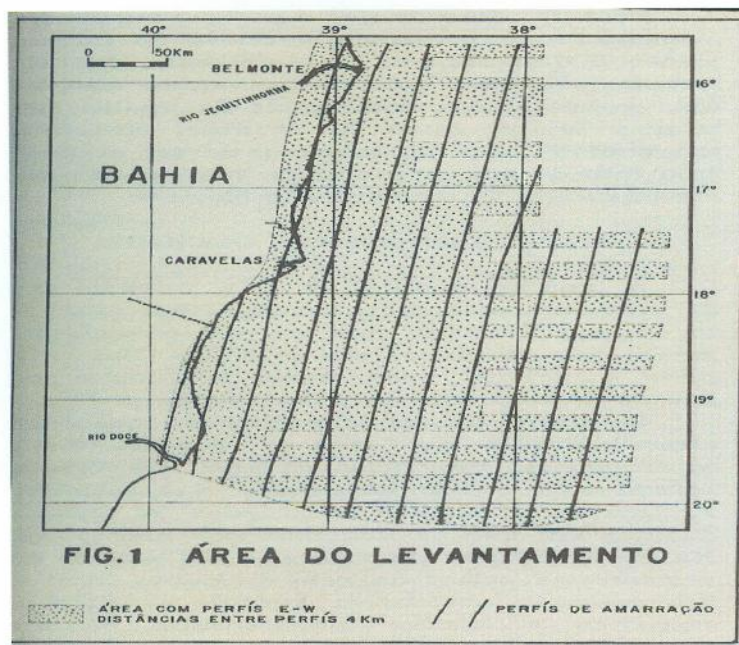 40° 39° 38°
0 50Km
BELMONTE
16°
RIO JEQUITINHONHA
BAHIA
17°
CARAVELAS
18°
19°
RIO DOCE
20°
FIG.1 ÁREA DO LEVANTAMENTO
ÁREA COM PERFÍS E-W
DISTÂNCIAS ENTRE PERFÍS 4Km
PERFÍS DE AMARRAÇÃO